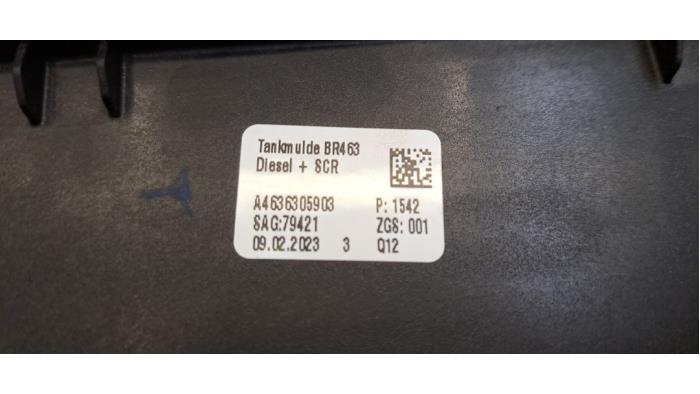 Tankmulde BR463
Diesel + SCR
A4636305903 P: 1542
SAG:79421 ZGS: 001
09.02.2023 3 Q12